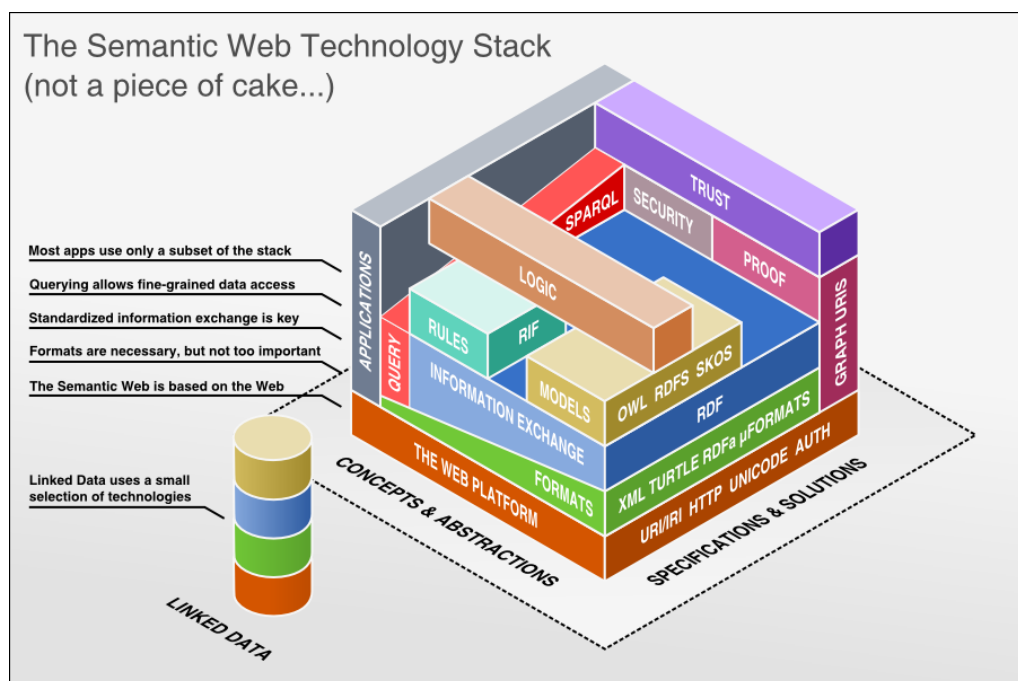 The Semantic Web Technology Stack
(not a piece of cake...)
Most apps use only a subset of the stack
Querying allows fine-grained data access
Standardized information exchange is key
Formats are necessary, but not too important
The Semantic Web is based on the Web
Linked Data uses a small
selection of technologies
LINKED DATA
APPLICATIONS
QUERY
RULES
RIF
LOGIC
SPARQL
SECURITY
TRUST
PROOF
GRAPH URIS
MODELS
OWL RDFS SKOS
INFORMATION EXCHANGE
RDF
FORMATS
XML TURTLE RDFa µFORMATS
THE WEB PLATFORM
URI/IRI HTTP UNICODE AUTH
CONCEPTS & ABSTRACTIONS
SPECIFICATIONS & SOLUTIONS